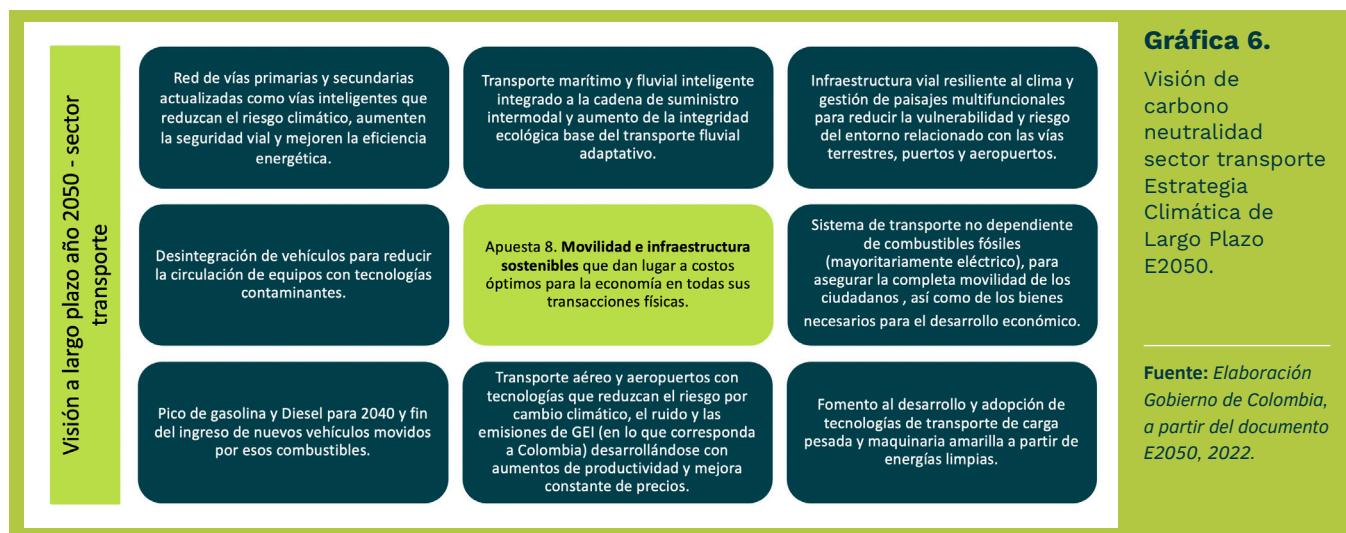 Visión a largo plazo año 2050 - sector
transporte
Red de vías primarias y secundarias
actualizadas como vías inteligentes que
reduzcan el riesgo climático, aumenten
la seguridad vial y mejoren la eficiencia
energética.
Transporte marítimo y fluvial inteligente
integrado a la cadena de suministro
intermodal y aumento de la integridad
ecológica base del transporte fluvial
adaptativo.
Infraestructura vial resiliente al clima y
gestión de paisajes multifuncionales
para reducir la vulnerabilidad y riesgo
del entorno relacionado con las vías
terrestres, puertos y aeropuertos.
Desintegración de vehículos para reducir
la circulación de equipos con tecnologías
contaminantes.
Apuesta 8. Movilidad e infraestructura
sostenibles que dan lugar a costos
óptimos para la economía en todas sus
transacciones físicas.
Sistema de transporte no dependiente
de combustibles fósiles
(mayoritariamente eléctrico), para
asegurar la completa movilidad de los
ciudadanos , así como de los bienes
necesarios para el desarrollo económico.
Pico de gasolina y Diesel para 2040 y fin
del ingreso de nuevos vehículos movidos
por esos combustibles.
Transporte aéreo y aeropuertos con
tecnologías que reduzcan el riesgo por
cambio climático, el ruido y las
emisiones de GEI (en lo que corresponda
a Colombia) desarrollándose con
aumentos de productividad y mejora
constante de precios.
Fomento al desarrollo y adopción de
tecnologías de transporte de carga
pesada y maquinaria amarilla a partir de
energías limpias.
Gráfica 6.
Visión de
carbono
neutralidad
sector transporte
Estrategia
Climática de
Largo Plazo
E2050.
Fuente: Elaboración
Gobierno de Colombia,
a partir del documento
E2050, 2022.